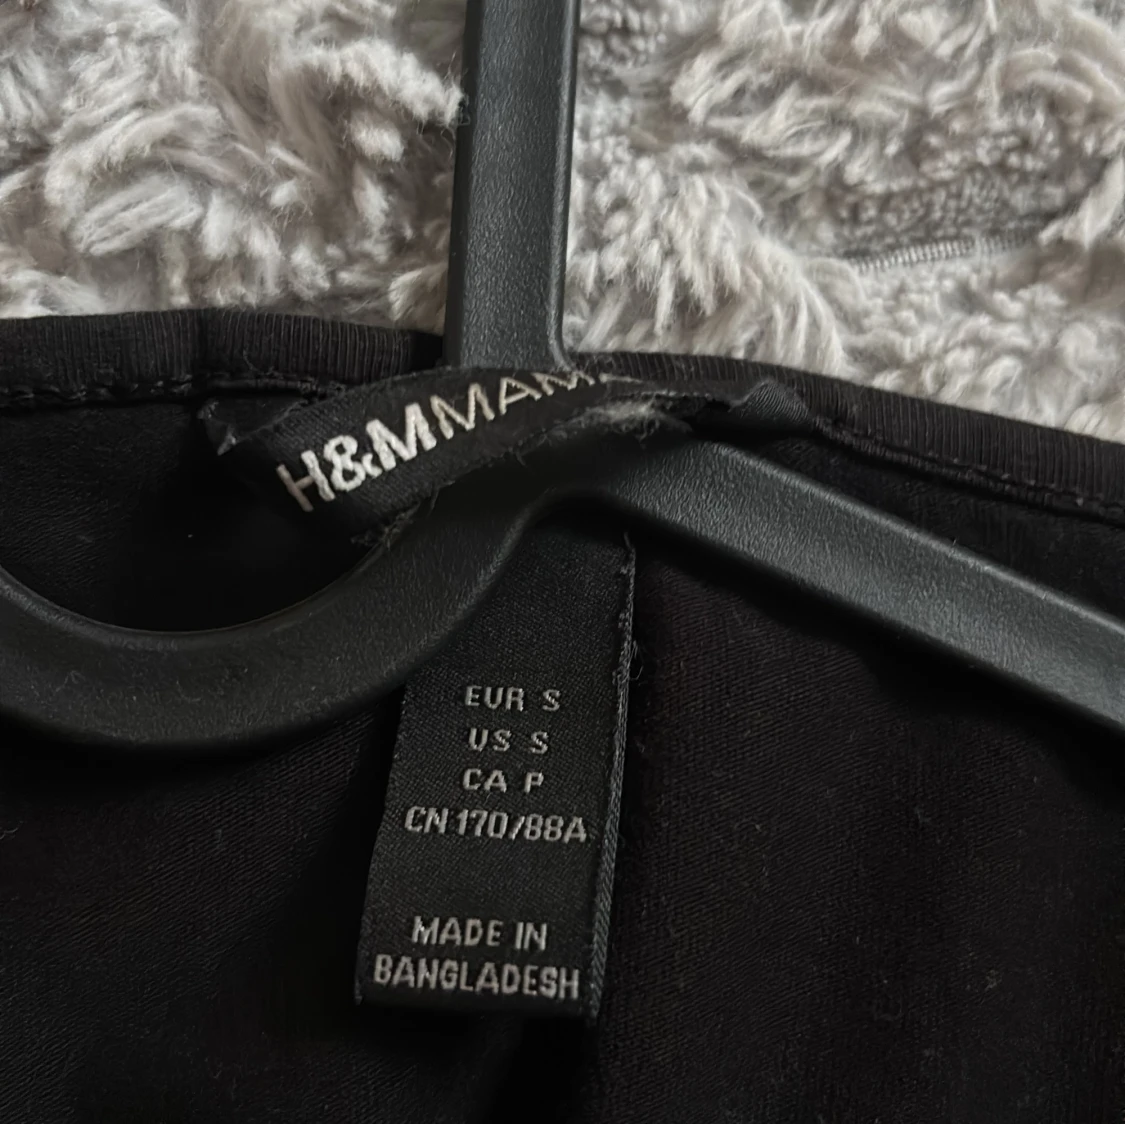 H&MMAMA
EUR S
US S
CA P
CN 170/88A
MADE IN
BANGLADESH